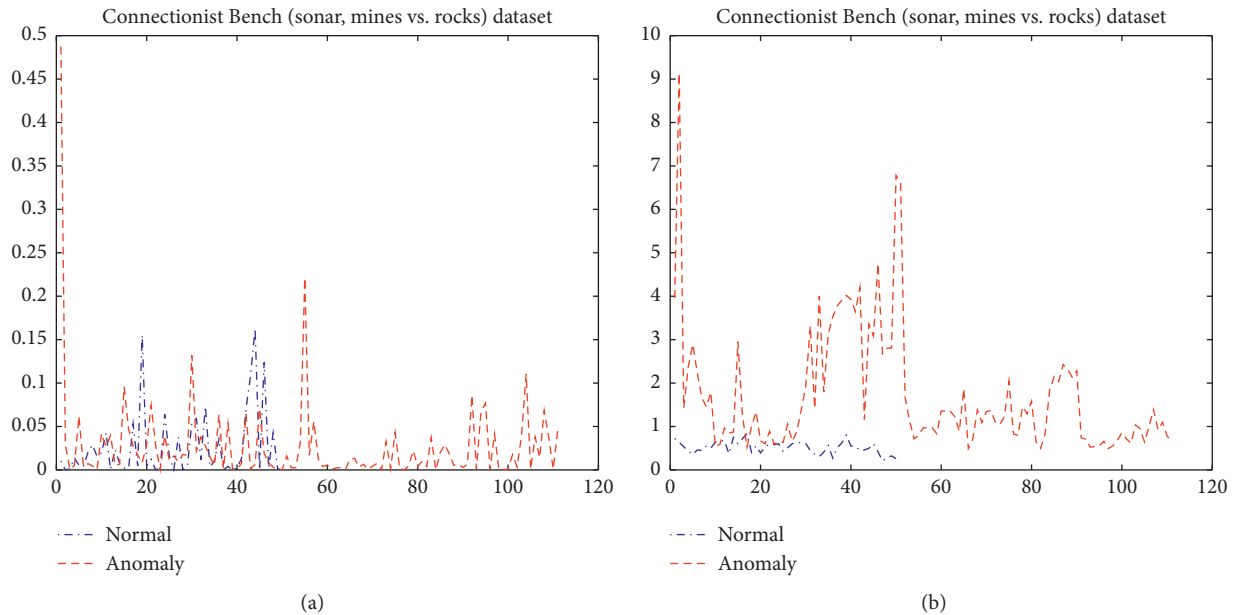 Connectionist Bench (sonar, mines vs. rocks) dataset
0.5
0.45
0.4
0.35
0.3
0.25
0.2
0.15
0.1
0.05
0
0 20 40 60 80 100 120
Normal
Anomaly
(a)
Connectionist Bench (sonar, mines vs. rocks) dataset
10
9
8
7
6
5
4
3
2
1
0
0 20 40 60 80 100 120
Normal
Anomaly
(b)